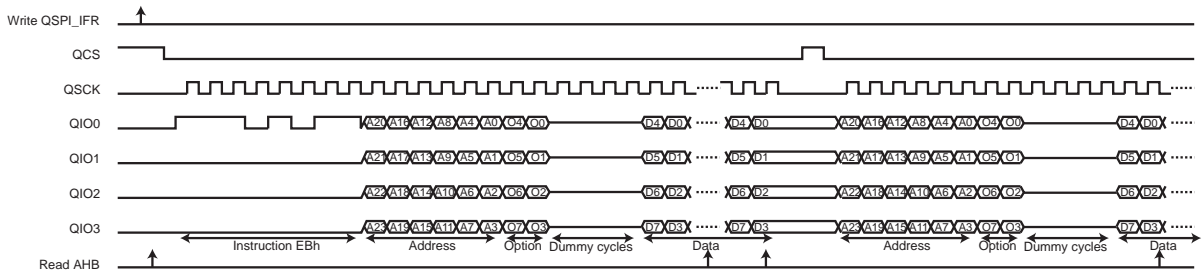 Write QSPI_IFR
QCS
QSCK
QIO0 A20 A16 A12 A8 A4 A0 O4 O0 D4 D0 D4 D0 A20 A16 A12 A8 A4 A0 O4 O0 D4 D0
QIO1 A21 A17 A13 A9 A5 A1 O5 O1 D5 D1 D5 D1 A21 A17 A13 A9 A5 A1 O5 O1 D5 D1
QIO2 A22 A18 A14 A10 A6 A2 O6 O2 D6 D2 D6 D2 A22 A18 A14 A10 A6 A2 O6 O2 D6 D2
QIO3 A23 A19 A15 A11 A7 A3 O7 O3 D7 D3 D7 D3 A23 A19 A15 A11 A7 A3 O7 O3 D7 D3
Instruction EBh Address Option Dummy cycles Data Address Option Dummy cycles Data
Read AHB